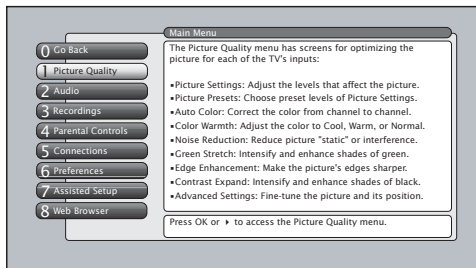 Main Menu
0 Go Back
1 Picture Quality
2 Audio
3 Recordings
4 Parental Controls
5 Connections
6 Preferences
7 Assisted Setup
8 Web Browser
The Picture Quality menu has screens for optimizing the
picture for each of the TV's inputs:
▪Picture Settings: Adjust the levels that affect the picture.
▪Picture Presets: Choose preset levels of Picture Settings.
▪Auto Color: Correct the color from channel to channel.
▪Color Warmth: Adjust the color to Cool, Warm, or Normal.
▪Noise Reduction: Reduce picture "static" or interference.
▪Green Stretch: Intensify and enhance shades of green.
▪Edge Enhancement: Make the picture's edges sharper.
▪Contrast Expand: Intensify and enhance shades of black.
▪Advanced Settings: Fine-tune the picture and its position.
Press OK or ▸ to access the Picture Quality menu.